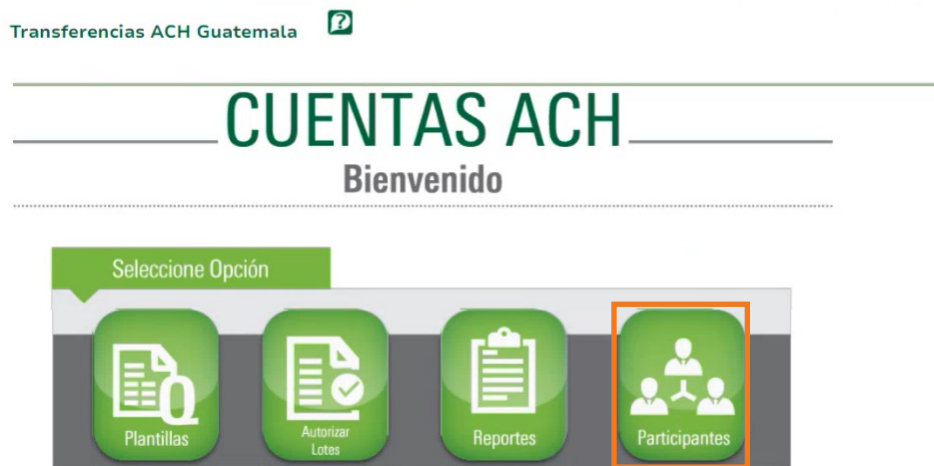 Transferencias ACH Guatemala ?
CUENTAS ACH
Bienvenido
Seleccione Opción
Plantillas
Autorizar
Lotes
Reportes
Participantes